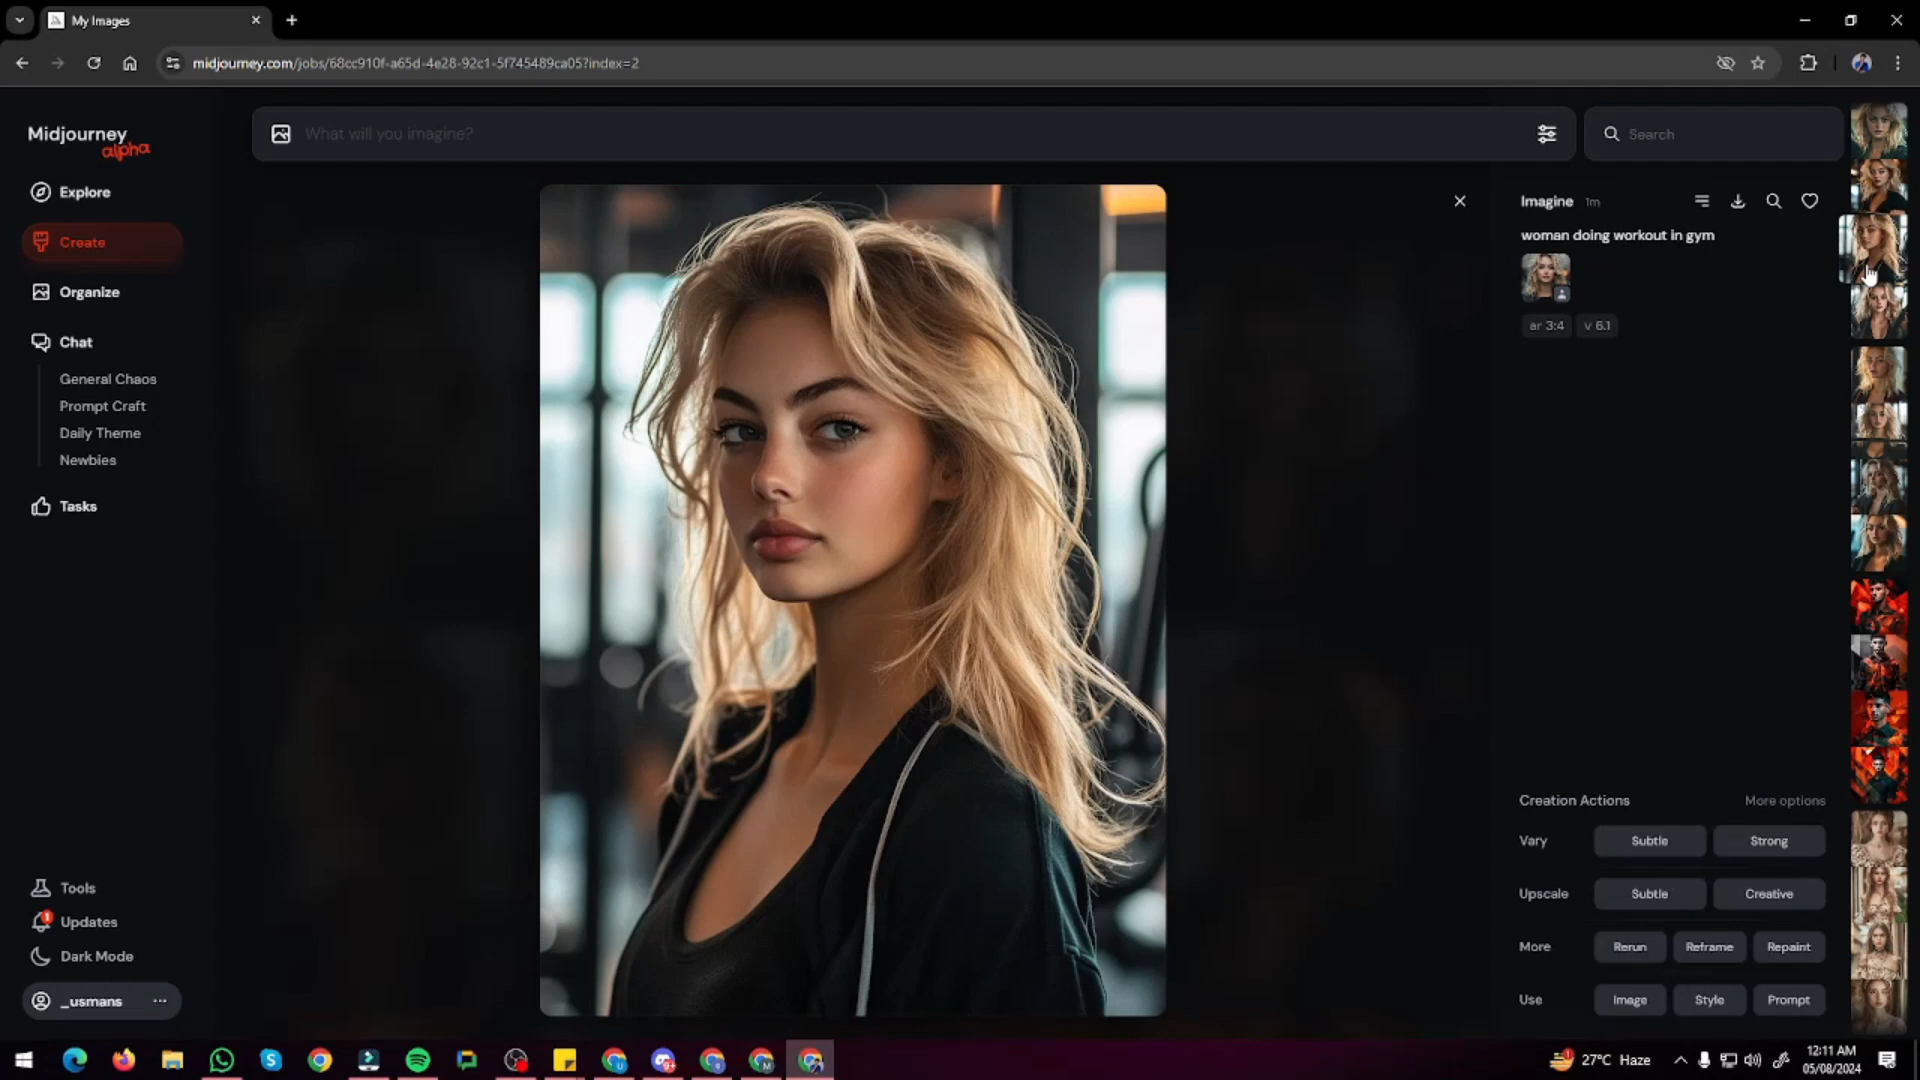 My Images
midjourney.com/jobs/68cc910f-a65d-4e28-92c1-5f745489ca05?index=2
Midjourney
alpha
What will you imagine?
Search
Explore
Create
Organize
Chat
General Chaos
Prompt Craft
Daily Theme
Newbies
Tasks
Tools
1
Updates
Dark Mode
_usmans
Imagine 1m
woman doing workout in gym
ar 3:4 v 6.1
Creation Actions More options
Vary Subtle Strong
Upscale Subtle Creative
More Rerun Reframe Repaint
Use Image Style Prompt
27°C Haze
12:11 AM
05/08/2024